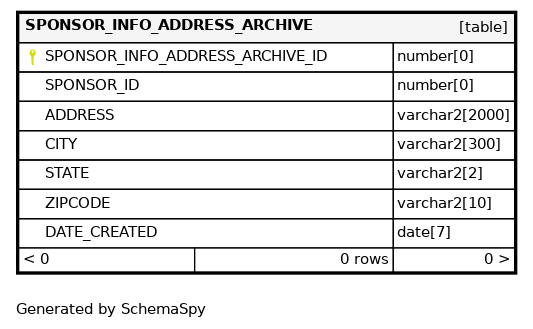 SPONSOR_INFO_ADDRESS_ARCHIVE [table]
SPONSOR_INFO_ADDRESS_ARCHIVE_ID number[0]
SPONSOR_ID number[0]
ADDRESS varchar2[2000]
CITY varchar2[300]
STATE varchar2[2]
ZIPCODE varchar2[10]
DATE_CREATED date[7]
< 0 0 rows 0 >
Generated by SchemaSpy